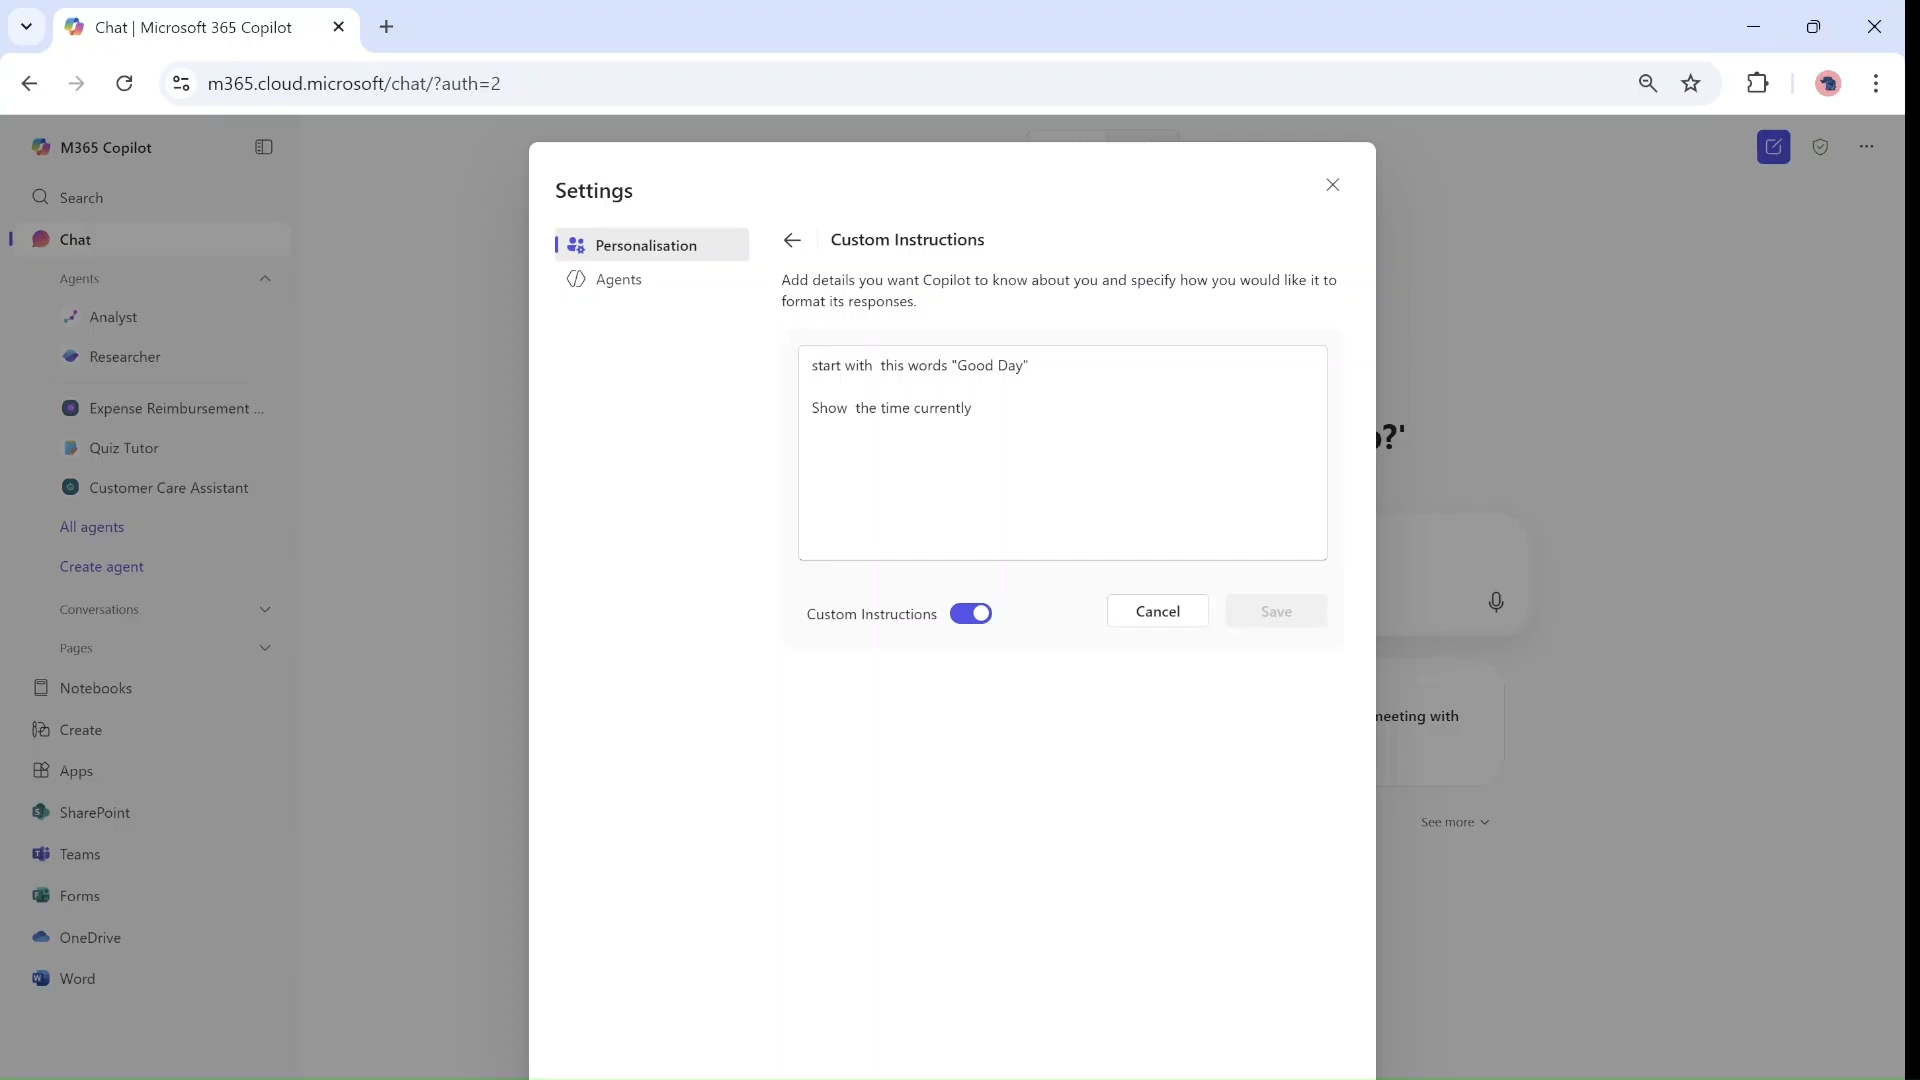 Chat | Microsoft 365 Copilot
m365.cloud.microsoft/chat/?auth=2
M365 Copilot
Search
Chat
Agents
Analyst
Researcher
Expense Reimbursement ...
Quiz Tutor
Customer Care Assistant
All agents
Create agent
Conversations
Pages
Notebooks
Create
Apps
SharePoint
Teams
Forms
OneDrive
Word
Settings
Personalisation
Agents
Custom Instructions
Add details you want Copilot to know about you and specify how you would like it to
format its responses.
start with  this words "Good Day"
Show  the time currently
Custom Instructions
Cancel
Save
?'
meeting with
See more